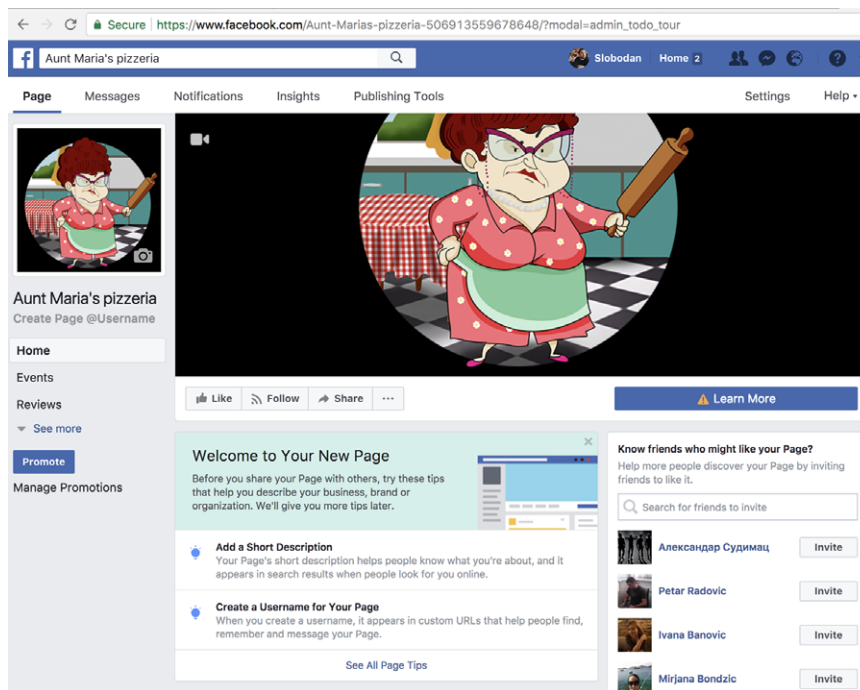 Secure https://www.facebook.com/Aunt-Marias-pizzeria-506913559678648/?modal=admin_todo_tour
f Aunt Maria's pizzeria Slobodan Home 2 ?
Page Messages Notifications Insights Publishing Tools Settings Help
Aunt Maria's pizzeria
Create Page @Username
Home
Events
Reviews
See more
Promote
Manage Promotions
Like Follow Share ... Learn More
Welcome to Your New Page
Before you share your Page with others, try these tips
that help you describe your business, brand or
organization. We'll give you more tips later.
Add a Short Description
Your Page's short description helps people know what you're about, and it
appears in search results when people look for you online.
Create a Username for Your Page
When you create a username, it appears in custom URLs that help people find,
remember and message your Page.
See All Page Tips
Know friends who might like your Page?
Help more people discover your Page by inviting
friends to like it.
Search for friends to invite
Александар Судимац Invite
Petar Radovic Invite
Ivana Banovic Invite
Mirjana Bondzic Invite